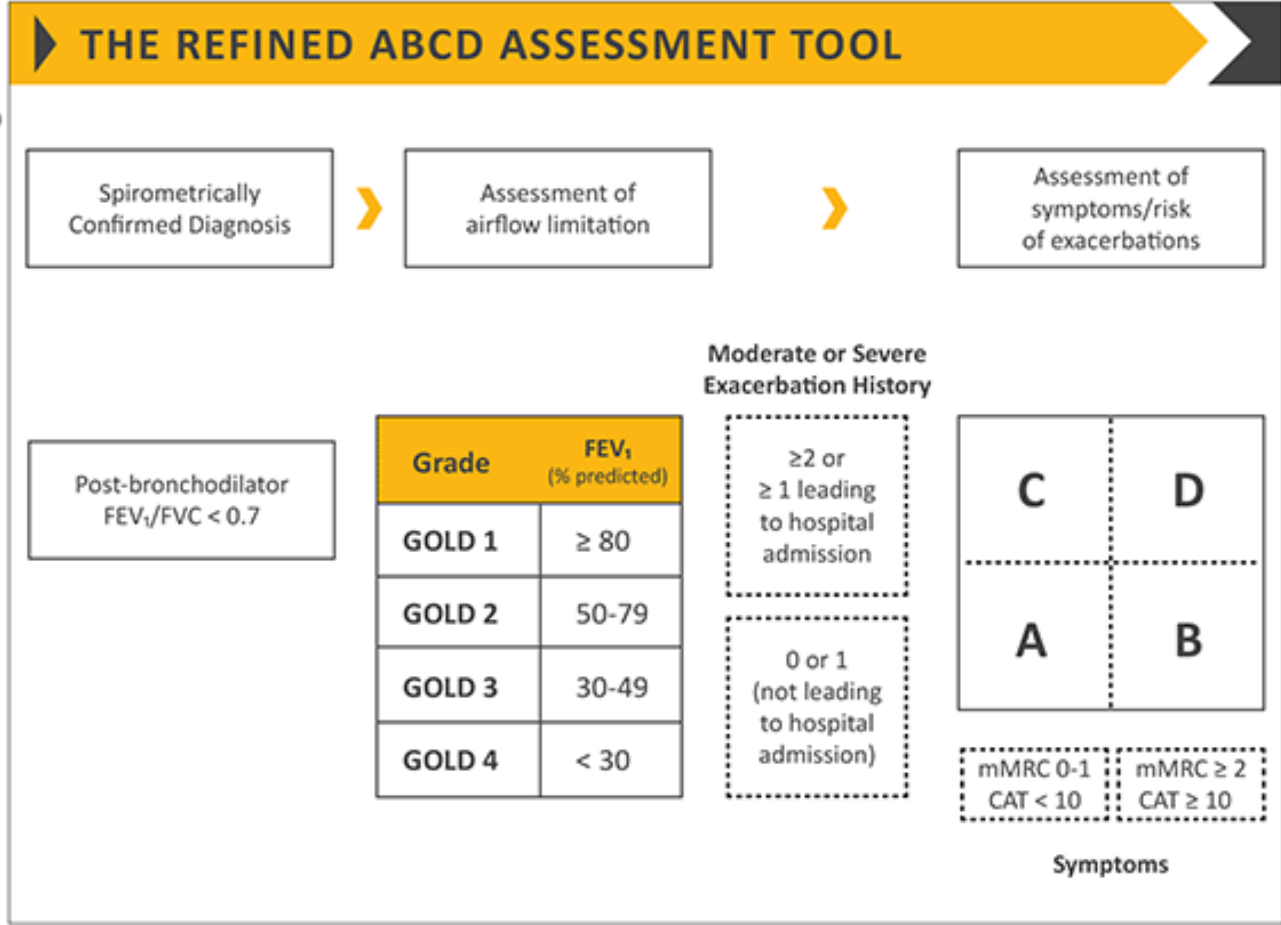 THE REFINED ABCD ASSESSMENT TOOL
Spirometrically
Confirmed Diagnosis
Assessment of
airflow limitation
Assessment of
symptoms/risk
of exacerbations
Post-bronchodilator
FEV₁/FVC < 0.7
Grade FEV₁
(% predicted)
GOLD 1 ≥ 80
GOLD 2 50-79
GOLD 3 30-49
GOLD 4 < 30
Moderate or Severe
Exacerbation History
≥2 or
≥ 1 leading
to hospital
admission
0 or 1
(not leading
to hospital
admission)
C D
A B
mMRC 0-1
CAT < 10
mMRC ≥ 2
CAT ≥ 10
Symptoms